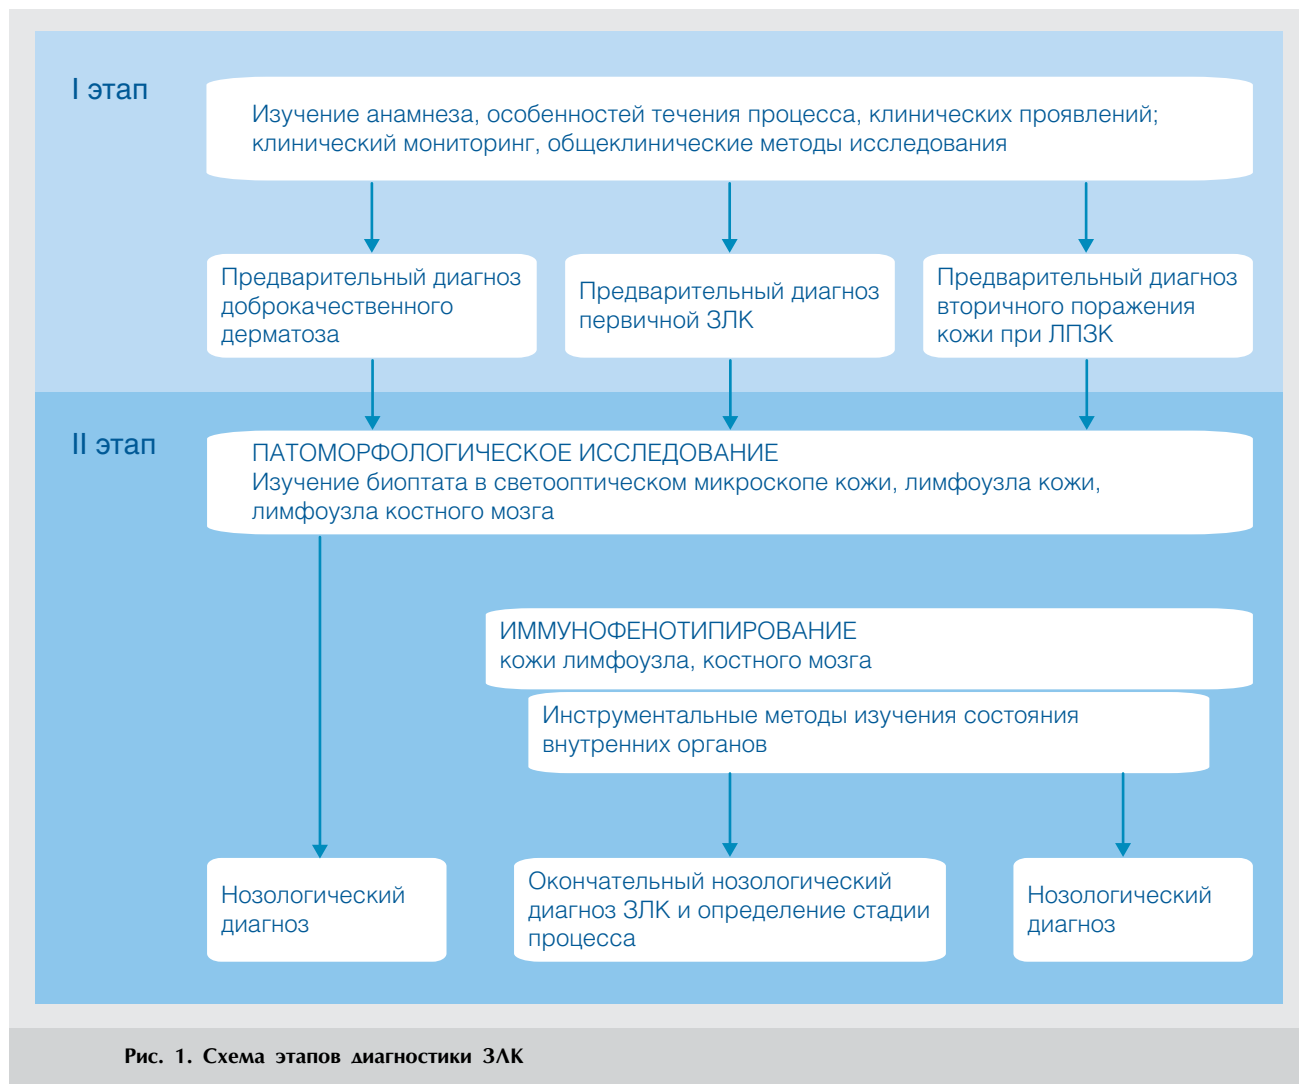 I этап
Изучение анамнеза, особенностей течения процесса, клинических проявлений;
клинический мониторинг, общеклинические методы исследования
Предварительный диагноз
доброкачественного
дерматоза
Предварительный диагноз
первичной ЗЛК
Предварительный диагноз
вторичного поражения
кожи при ЛПЗК
II этап
ПАТОМОРФОЛОГИЧЕСКОЕ ИССЛЕДОВАНИЕ
Изучение биоптата в светооптическом микроскопе кожи, лимфоузла кожи,
лимфоузла костного мозга
ИММУНОФЕНОТИПИРОВАНИЕ
кожи лимфоузла, костного мозга
Инструментальные методы изучения состояния
внутренних органов
Нозологический
диагноз
Окончательный нозологический
диагноз ЗЛК и определение стадии
процесса
Нозологический
диагноз
Рис. 1. Схема этапов диагностики ЗЛК